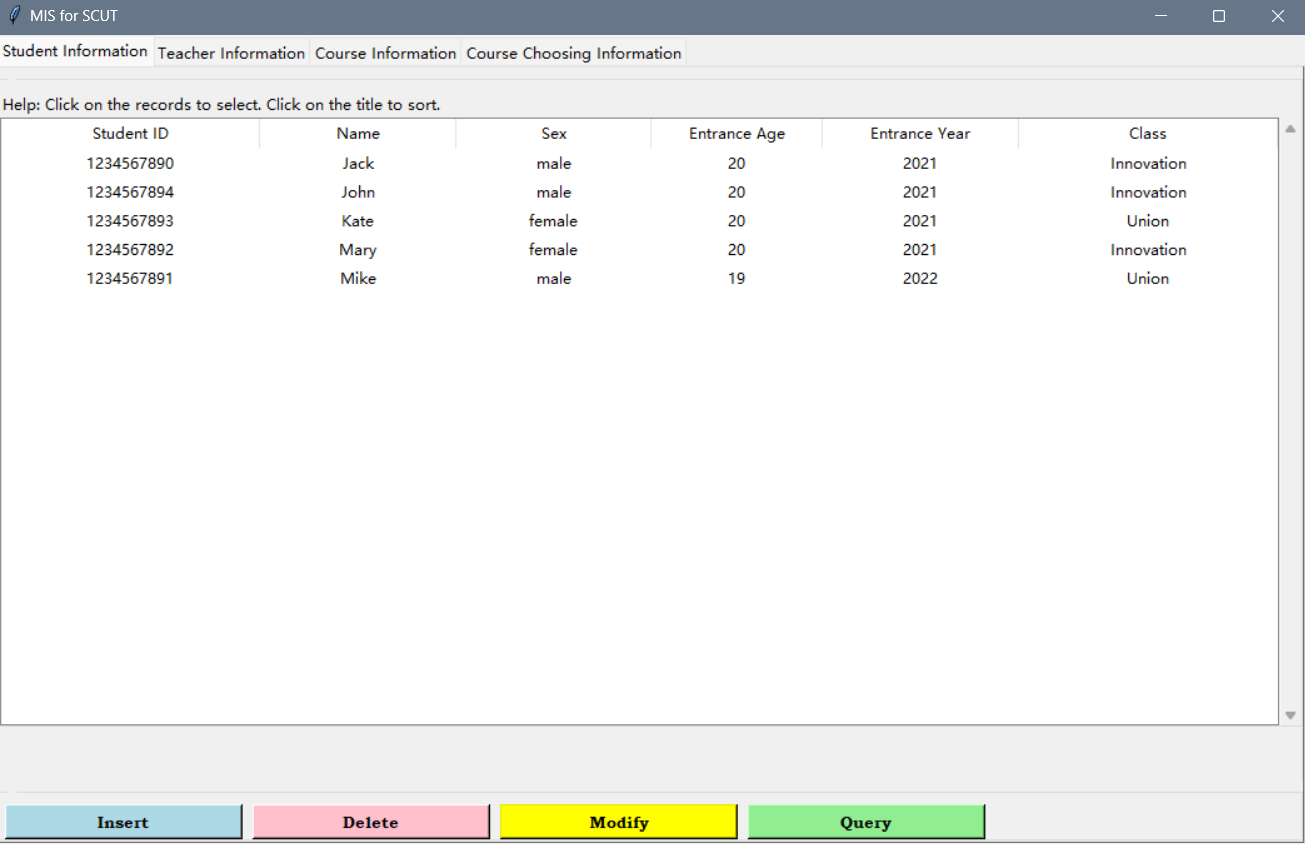 MIS for SCUT
Student Information Teacher Information Course Information Course Choosing Information
Help: Click on the records to select. Click on the title to sort.
Student ID Name Sex Entrance Age Entrance Year Class
1234567890 Jack male 20 2021 Innovation
1234567894 John male 20 2021 Innovation
1234567893 Kate female 20 2021 Union
1234567892 Mary female 20 2021 Innovation
1234567891 Mike male 19 2022 Union
Insert Delete Modify Query